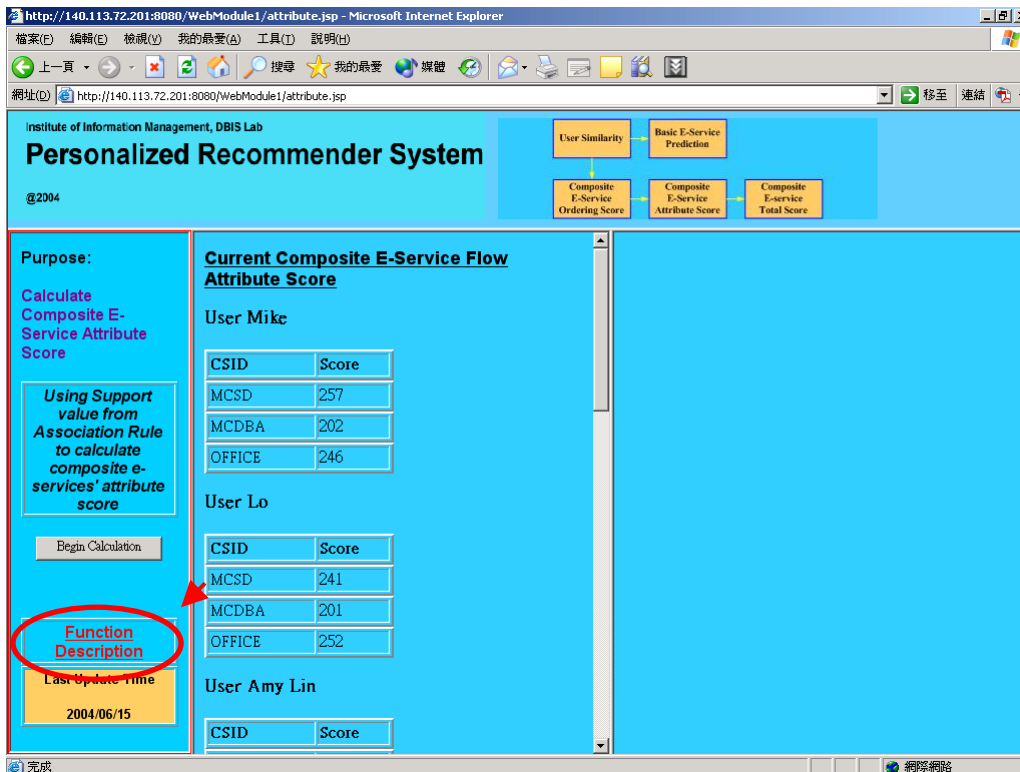 http://140.113.72.201:8080/WebModule1/attribute.jsp - Microsoft Internet Explorer
檔案(F) 編輯(E) 檢視(V) 我的最愛(A) 工具(T) 說明(H)
上一頁 搜尋 我的最愛 媒體
網址(D) http://140.113.72.201:8080/WebModule1/attribute.jsp 移至 連結
Institute of Information Management, DBIS Lab
Personalized Recommender System
@2004
User Similarity
Basic E-Service
Prediction
Composite
E-Service
Ordering Score
Composite
E-Service
Attribute Score
Composite
E-service
Total Score
Purpose:
Calculate
Composite E-
Service Attribute
Score
Using Support
value from
Association Rule
to calculate
composite e-
services' attribute
score
Begin Calculation
Function
Description
Last Update Time
2004/06/15
Current Composite E-Service Flow
Attribute Score
User Mike
CSID Score
MCSD 257
MCDBA 202
OFFICE 246
User Lo
CSID Score
MCSD 241
MCDBA 201
OFFICE 252
User Amy Lin
CSID Score
完成
網際網路